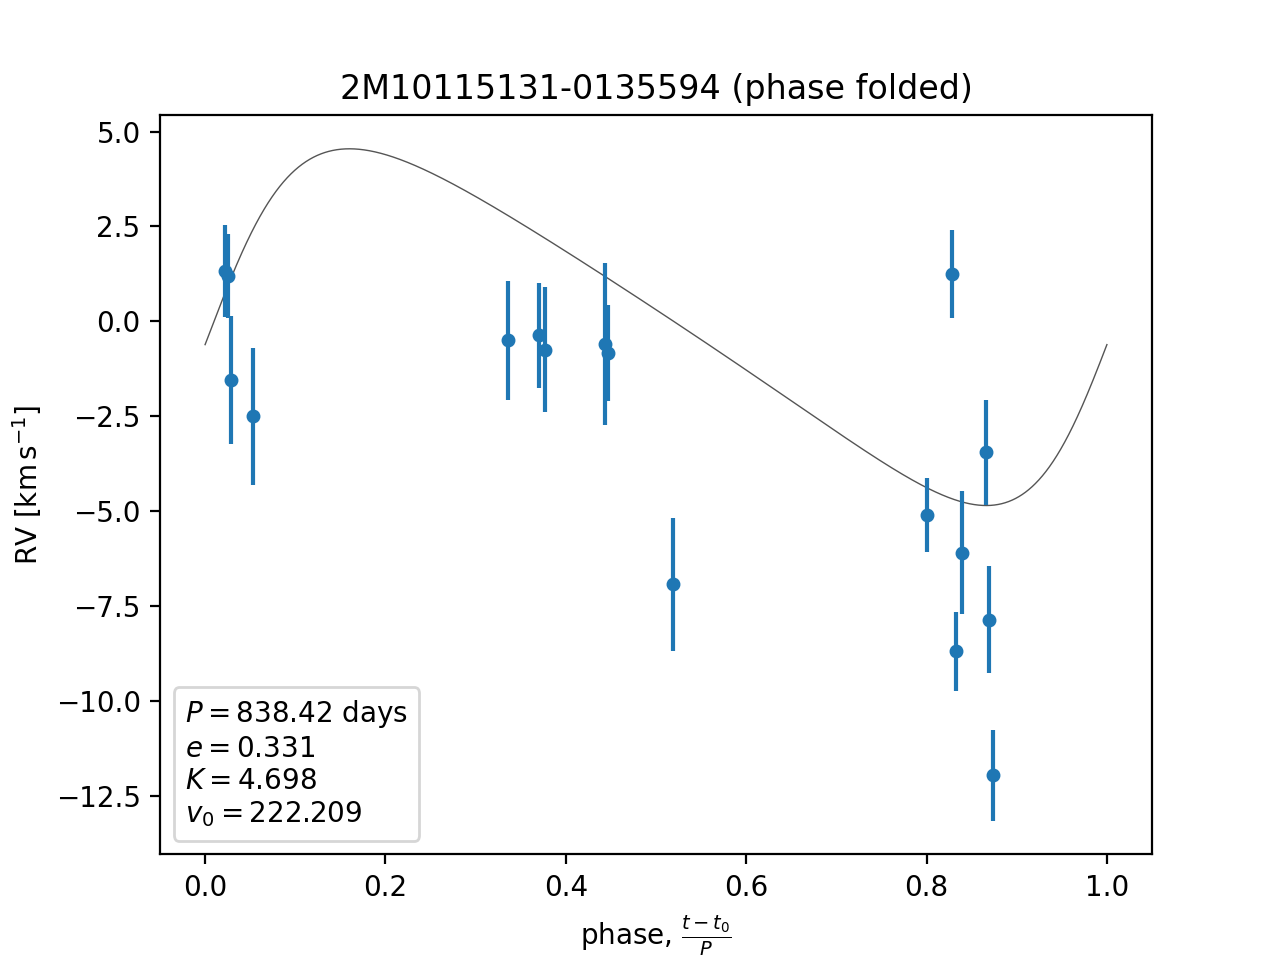 2M10115131-0135594 (phase folded)
5.0
2.5
0.0
−2.5
−5.0
−7.5
−10.0
−12.5
RV [km s⁻¹]
P = 838.42 days
e = 0.331
K = 4.698
v₀ = 222.209
0.0 0.2 0.4 0.6 0.8 1.0
phase, (t − t₀)/P